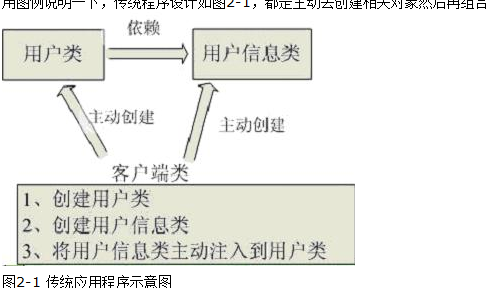 用图例说明一下，传统程序设计如图2-1，都是主动去创建相关对象然后再组合
依赖
用户类
用户信息类
主动创建
主动创建
客户端类
1、创建用户类
2、创建用户信息类
3、将用户信息类主动注入到用户类
图2-1 传统应用程序示意图